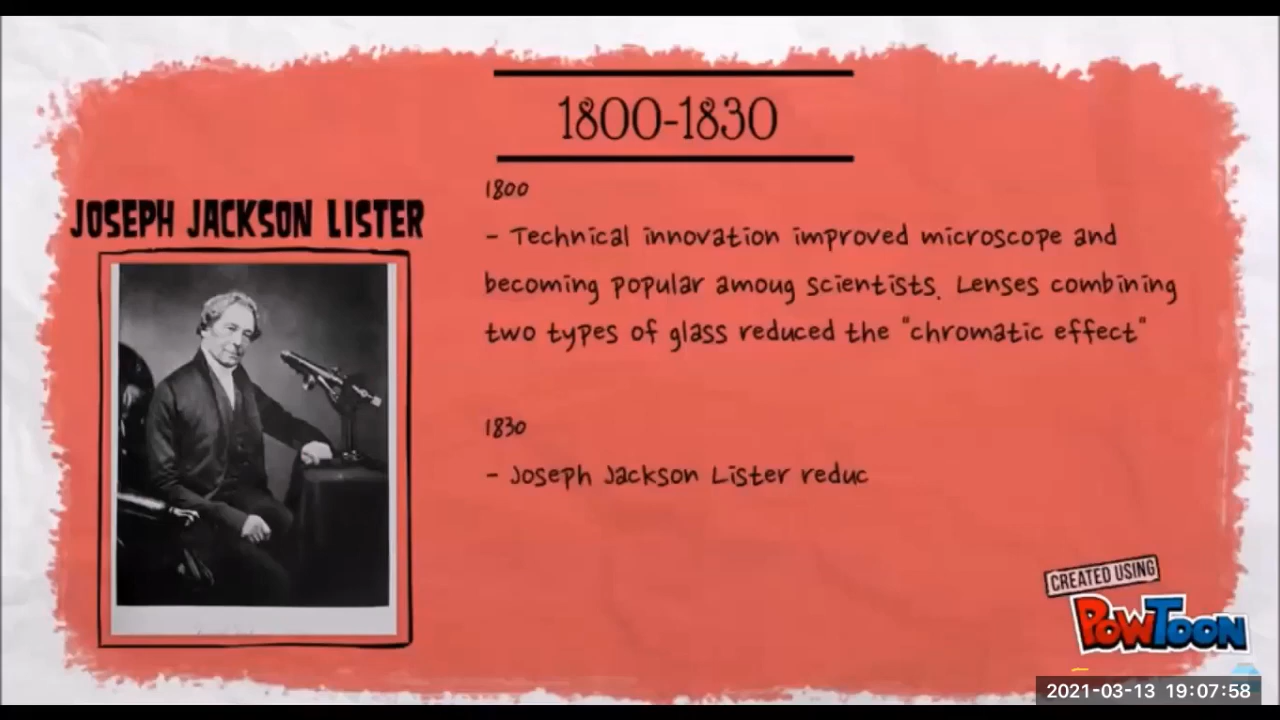 1800-1830
JOSEPH JACKSON LISTER
1800
- Technical innovation improved microscope and
becoming popular amoug scientists. Lenses combining
two types of glass reduced the "chromatic effect"
1830
- Joseph Jackson Lister reduc
CREATED USING
POWTOON
2021-03-13 19:07:58